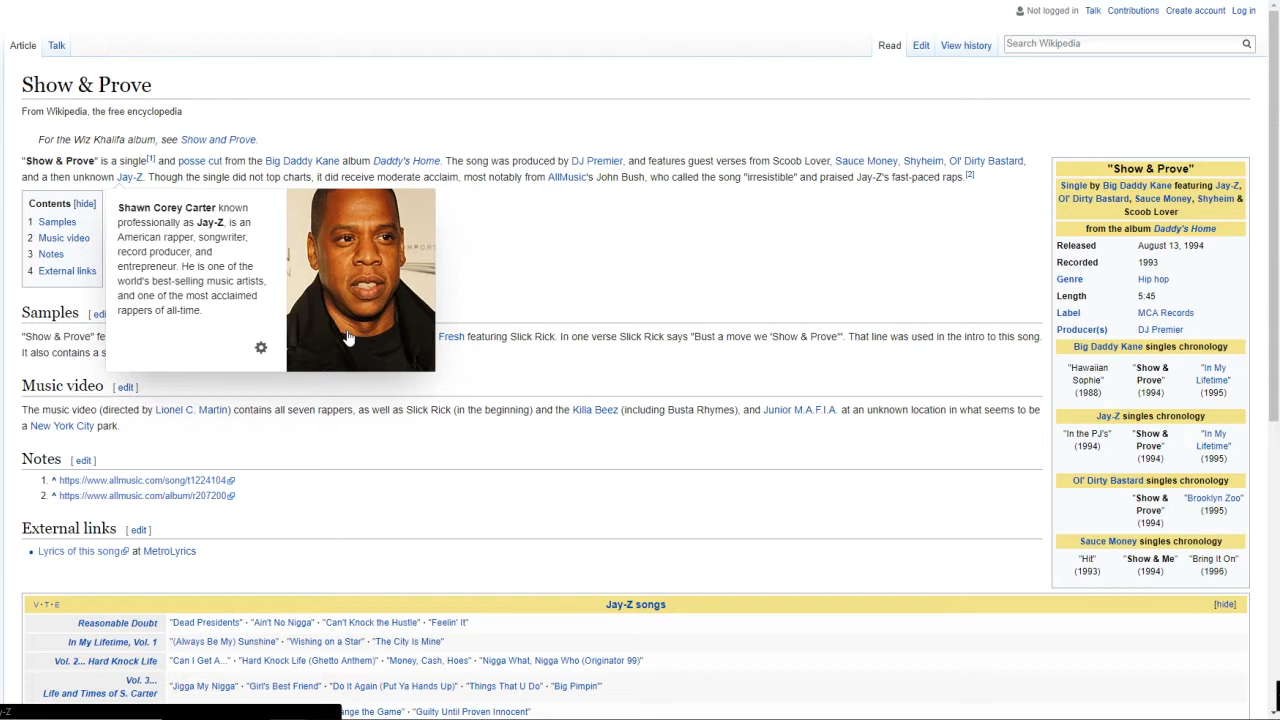 Not logged in Talk Contributions Create account Log in
Article Talk Read Edit View history Search Wikipedia
Show & Prove
From Wikipedia, the free encyclopedia
For the Wiz Khalifa album, see Show and Prove.
"Show & Prove" is a single[1] and posse cut from the Big Daddy Kane album Daddy's Home. The song was produced by DJ Premier, and features guest verses from Scoob Lover, Sauce Money, Shyheim, Ol' Dirty Bastard,
and a then unknown Jay-Z. Though the single did not top charts, it did receive moderate acclaim, most notably from AllMusic's John Bush, who called the song "irresistible" and praised Jay-Z's fast-paced raps.[2]
Contents [hide]
1 Samples
2 Music video
3 Notes
4 External links
Shawn Corey Carter known
professionally as Jay-Z, is an
American rapper, songwriter,
record producer, and
entrepreneur. He is one of the
world's best-selling music artists,
and one of the most acclaimed
rappers of all-time.
Samples [ edi
"Show & Prove" fe Fresh featuring Slick Rick. In one verse Slick Rick says "Bust a move we 'Show & Prove'". That line was used in the intro to this song.
It also contains a s
Music video [ edit ]
The music video (directed by Lionel C. Martin) contains all seven rappers, as well as Slick Rick (in the beginning) and the Killa Beez (including Busta Rhymes), and Junior M.A.F.I.A. at an unknown location in what seems to be
a New York City park.
Notes [ edit ]
1. ^ https://www.allmusic.com/song/t1224104
2. ^ https://www.allmusic.com/album/r207200
External links [ edit ]
• Lyrics of this song at MetroLyrics
"Show & Prove"
Single by Big Daddy Kane featuring Jay-Z,
Ol' Dirty Bastard, Sauce Money, Shyheim &
Scoob Lover
from the album Daddy's Home
Released August 13, 1994
Recorded 1993
Genre Hip hop
Length 5:45
Label MCA Records
Producer(s) DJ Premier
Big Daddy Kane singles chronology
"Hawaiian "Show & "In My
Sophie" Prove" Lifetime"
(1988) (1994) (1995)
Jay-Z singles chronology
"In the PJ's" "Show & "In My
(1994) Prove" Lifetime"
(1994) (1995)
Ol' Dirty Bastard singles chronology
"Show & "Brooklyn Zoo"
Prove" (1995)
(1994)
Sauce Money singles chronology
"Hit" "Show & Me" "Bring It On"
(1993) (1994) (1996)
V · T · E Jay-Z songs [hide]
Reasonable Doubt "Dead Presidents" · "Ain't No Nigga" · "Can't Knock the Hustle" · "Feelin' It"
In My Lifetime, Vol. 1 "(Always Be My) Sunshine" · "Wishing on a Star" · "The City Is Mine"
Vol. 2... Hard Knock Life "Can I Get A..." · "Hard Knock Life (Ghetto Anthem)" · "Money, Cash, Hoes" · "Nigga What, Nigga Who (Originator 99)"
Vol. 3...
Life and Times of S. Carter "Jigga My Nigga" · "Girl's Best Friend" · "Do It Again (Put Ya Hands Up)" · "Things That U Do" · "Big Pimpin'"
ange the Game" · "Guilty Until Proven Innocent"
y-Z